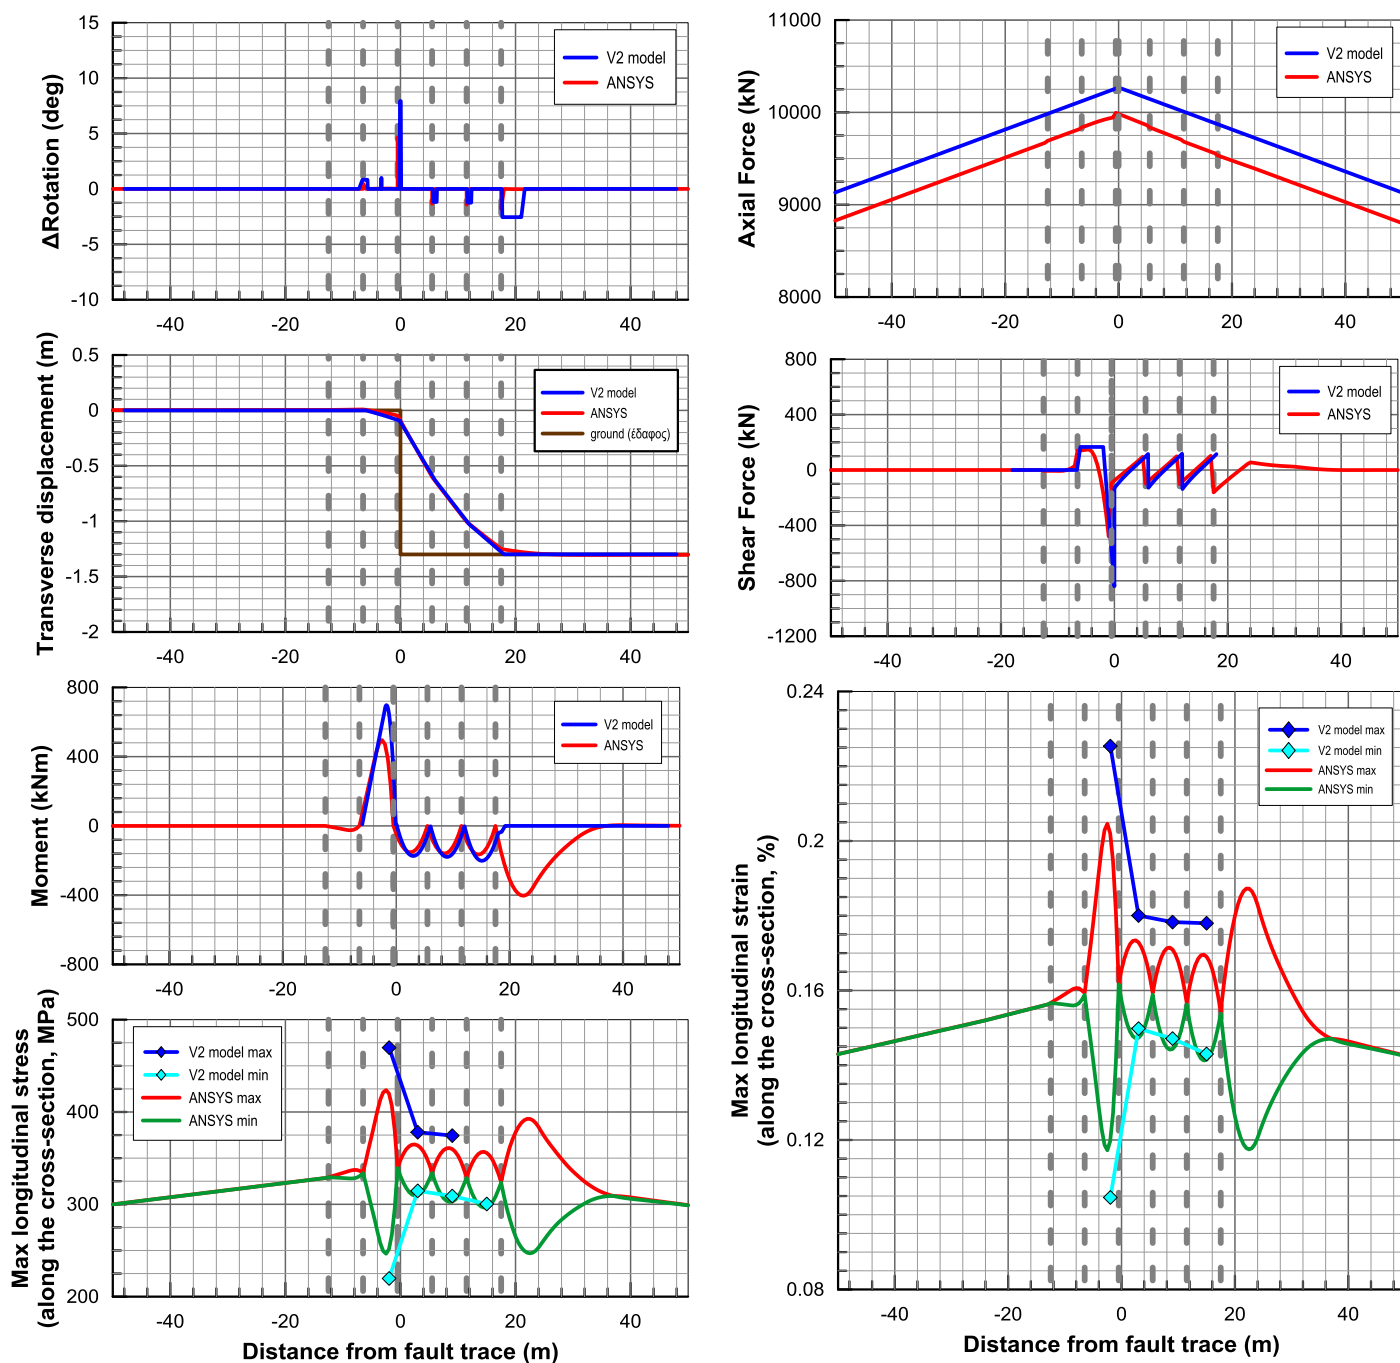 ΔRotation (deg)
15
10
5
0
-5
-10
-40
-20
0
20
40
V2 model
ANSYS
Axial Force (kN)
11000
10000
9000
8000
-40
-20
0
20
40
V2 model
ANSYS
Transverse displacement (m)
0.5
0
-0.5
-1
-1.5
-2
-40
-20
0
20
40
V2 model
ANSYS
ground (έδαφος)
Shear Force (kN)
800
400
0
-400
-800
-1200
-40
-20
0
20
40
V2 model
ANSYS
Moment (kNm)
800
400
0
-400
-800
-40
-20
0
20
40
V2 model
ANSYS
Max longitudinal strain
(along the cross-section, %)
0.24
0.2
0.16
0.12
0.08
-40
-20
0
20
40
V2 model max
V2 model min
ANSYS max
ANSYS min
Distance from fault trace (m)
Max longitudinal stress
(along the cross-section, MPa)
500
400
300
200
-40
-20
0
20
40
V2 model max
V2 model min
ANSYS max
ANSYS min
Distance from fault trace (m)